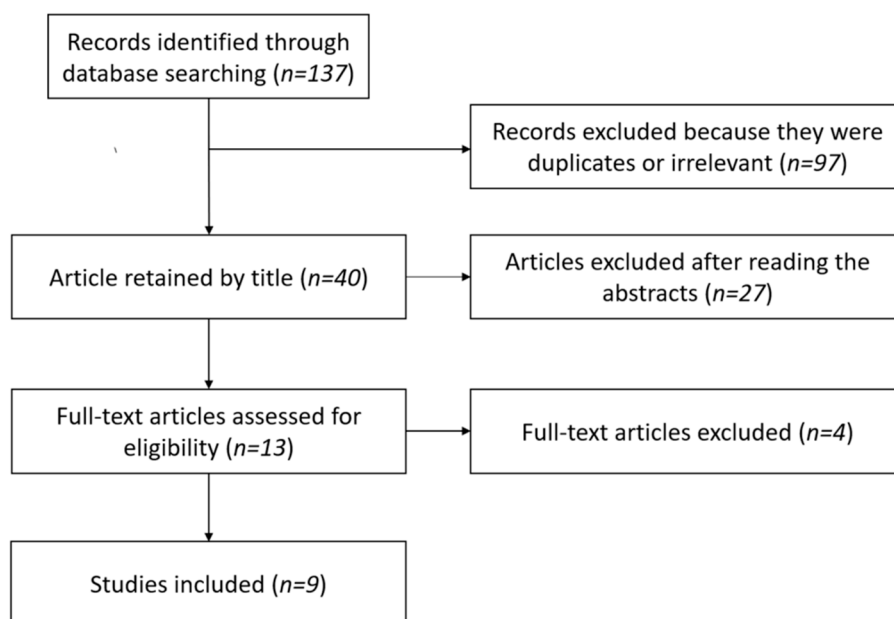 Records identified through
database searching (n=137)
Records excluded because they were
duplicates or irrelevant (n=97)
Article retained by title (n=40)
Articles excluded after reading the
abstracts (n=27)
Full-text articles assessed for
eligibility (n=13)
Full-text articles excluded (n=4)
Studies included (n=9)